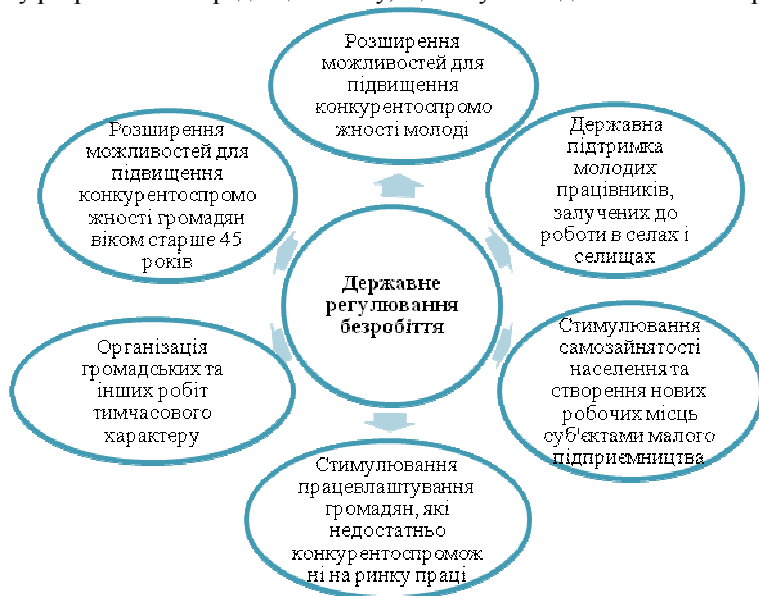 Розширення
можливостей для
підвищення
конкурентоспромо
жності молоді
Державна
підтримка
молодих
працівників,
залучених до
роботи в селах і
селищах
Стимулювання
самозайнятості
населення та
створення нових
робочих місць
суб'єктами малого
підприємництва
Стимулювання
працевлаштування
громадян, які
недостатньо
конкурентоспромож
ні на ринку праці
Організація
громадських та
інших робіт
тимчасового
характеру
Розширення
можливостей для
підвищення
конкурентоспромо
жності громадян
віком старше 45
років
Державне
регулювання
безробіття